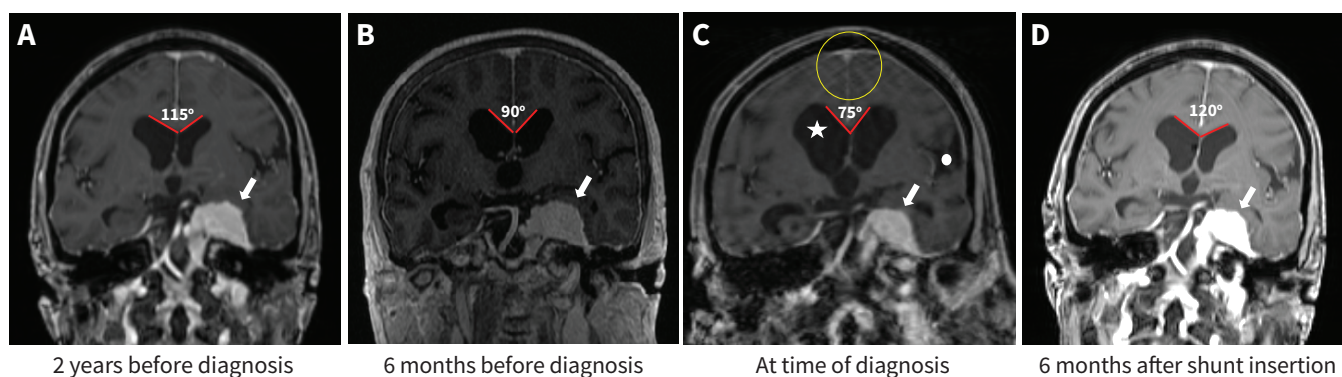 A
B
C
D
115°
90°
75°
120°
2 years before diagnosis
6 months before diagnosis
At time of diagnosis
6 months after shunt insertion